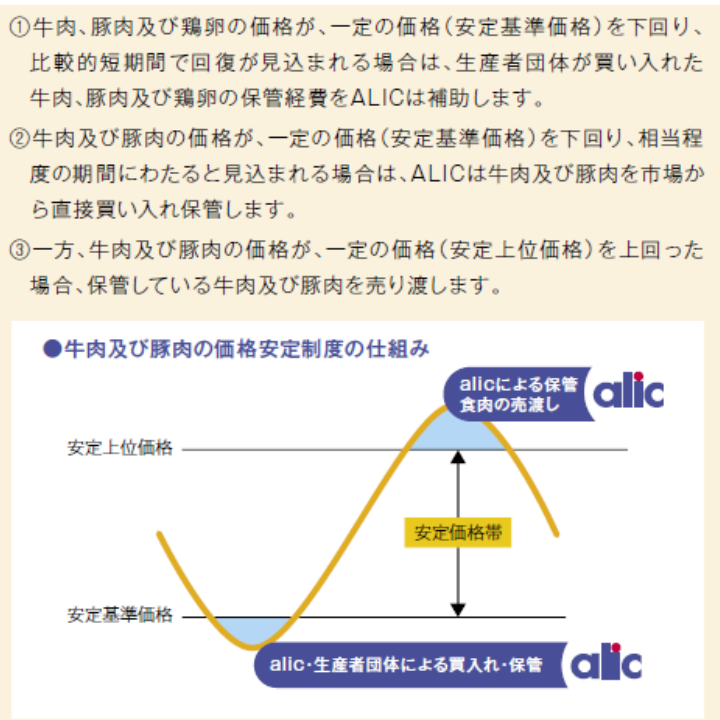 ①牛肉、豚肉及び鶏卵の価格が、一定の価格（安定基準価格）を下回り、
比較的短期間で回復が見込まれる場合は、生産者団体が買い入れた
牛肉、豚肉及び鶏卵の保管経費をALICは補助します。
②牛肉及び豚肉の価格が、一定の価格（安定基準価格）を下回り、相当程
度の期間にわたると見込まれる場合は、ALICは牛肉及び豚肉を市場か
ら直接買い入れ保管します。
③一方、牛肉及び豚肉の価格が、一定の価格（安定上位価格）を上回った
場合、保管している牛肉及び豚肉を売り渡します。
●牛肉及び豚肉の価格安定制度の仕組み
alicによる保管
食肉の売渡し
alic
安定上位価格
安定価格帯
安定基準価格
alic・生産者団体による買入れ・保管
alic